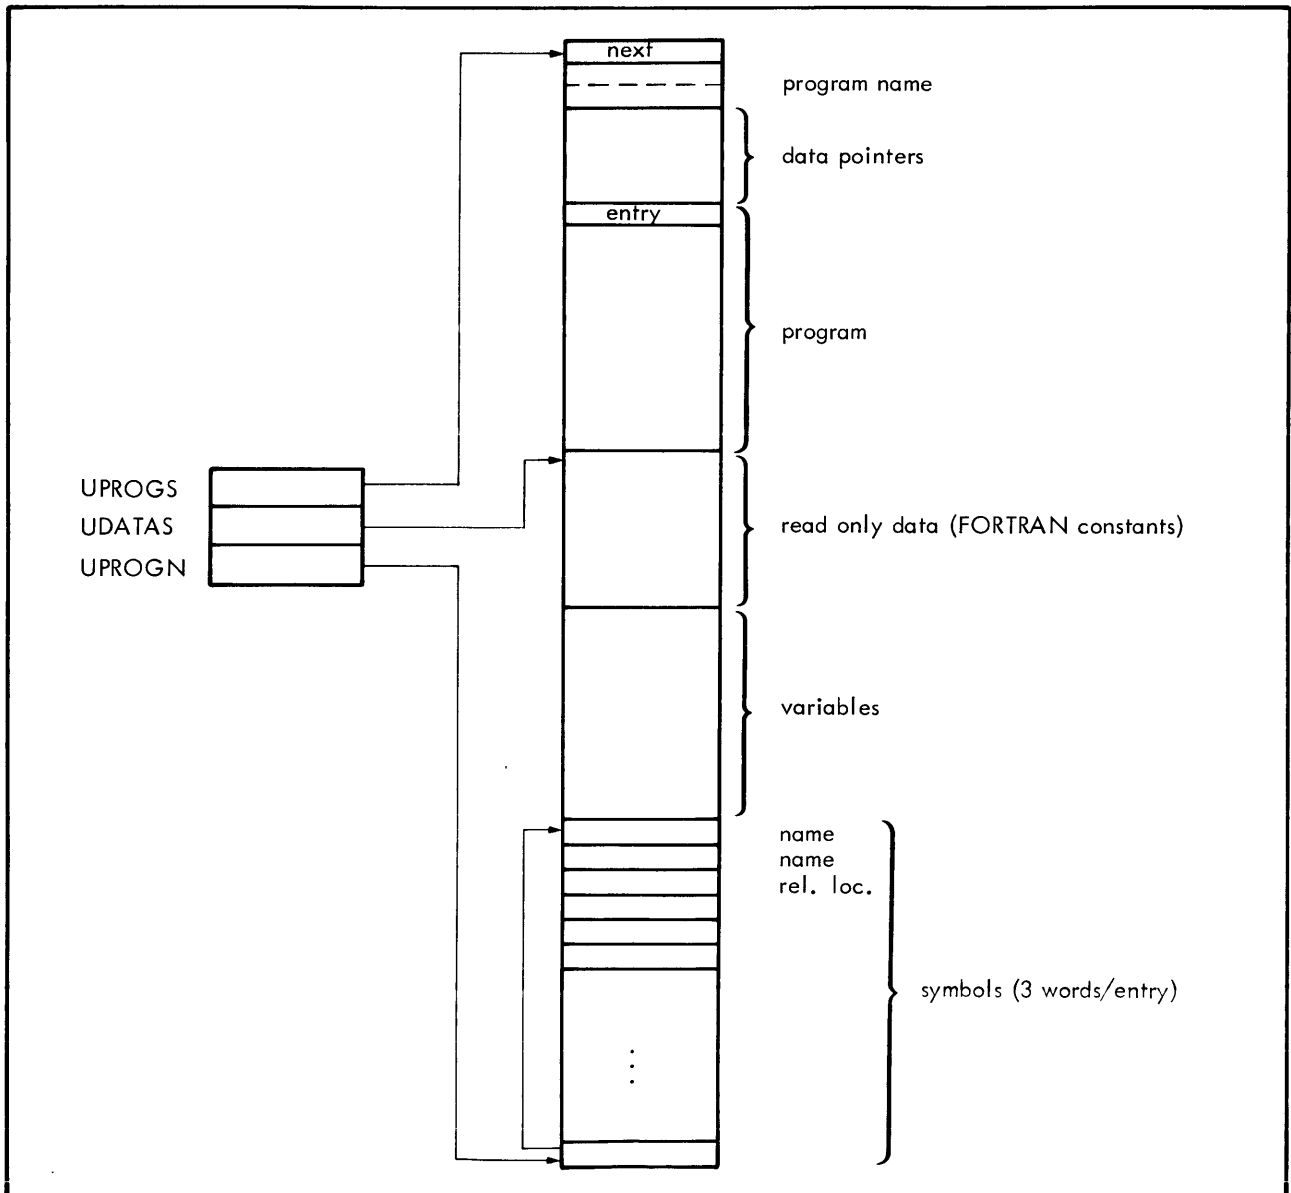 next
program name
data pointers
entry
program
UPROGS
UDATAS
UPROGN
read only data (FORTRAN constants)
variables
name
name
rel. loc.
symbols (3 words/entry)